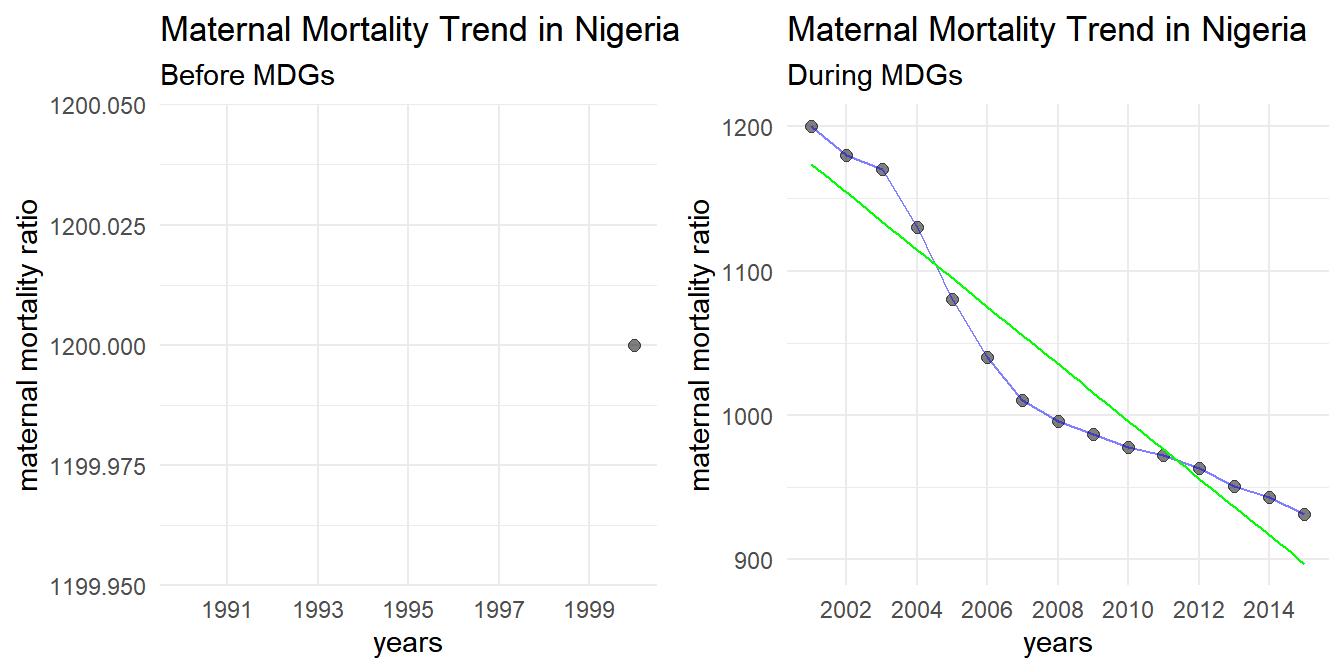 Maternal Mortality Trend in Nigeria
Before MDGs
maternal mortality ratio
1200.050
1200.025
1200.000
1199.975
1199.950
1991 1993 1995 1997 1999
years
Maternal Mortality Trend in Nigeria
During MDGs
maternal mortality ratio
1200
1100
1000
900
2002 2004 2006 2008 2010 2012 2014
years